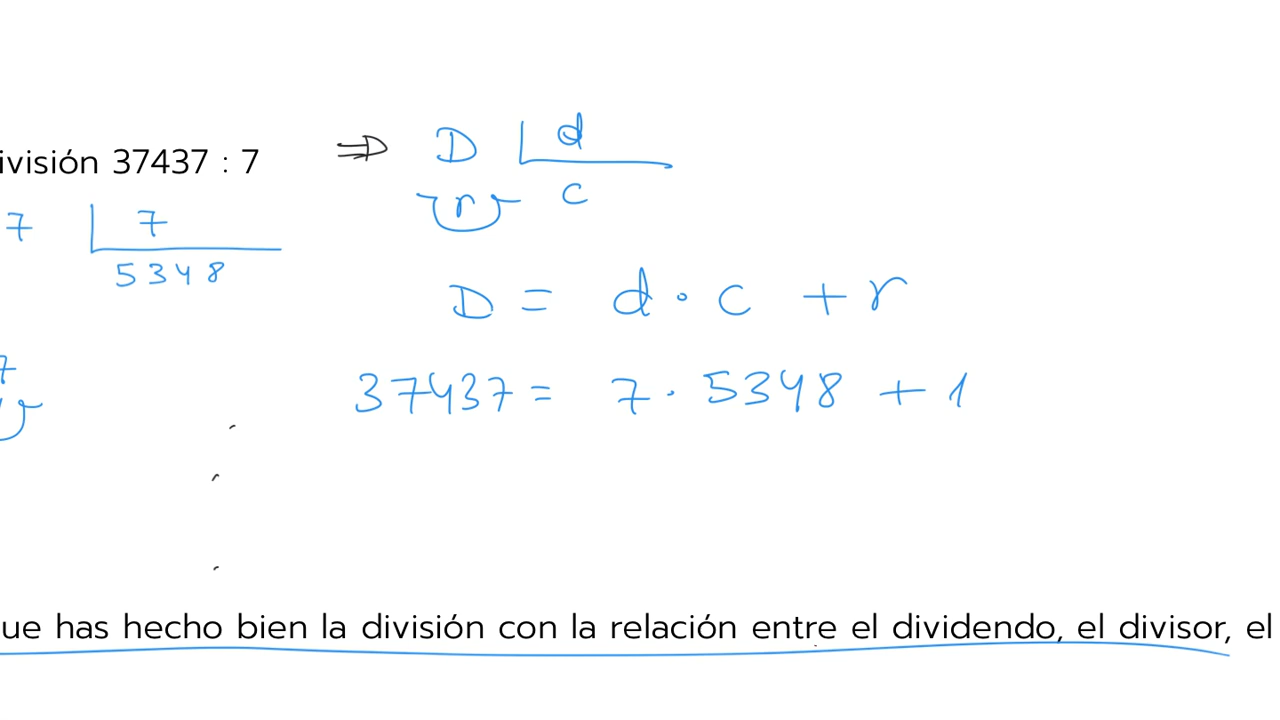 ivisión 37437 : 7
⇒ D d
r c
7 7
5348
D = d · c + r
7
37437 = 7 · 5348 + 1
ue has hecho bien la división con la relación entre el dividendo, el divisor, el